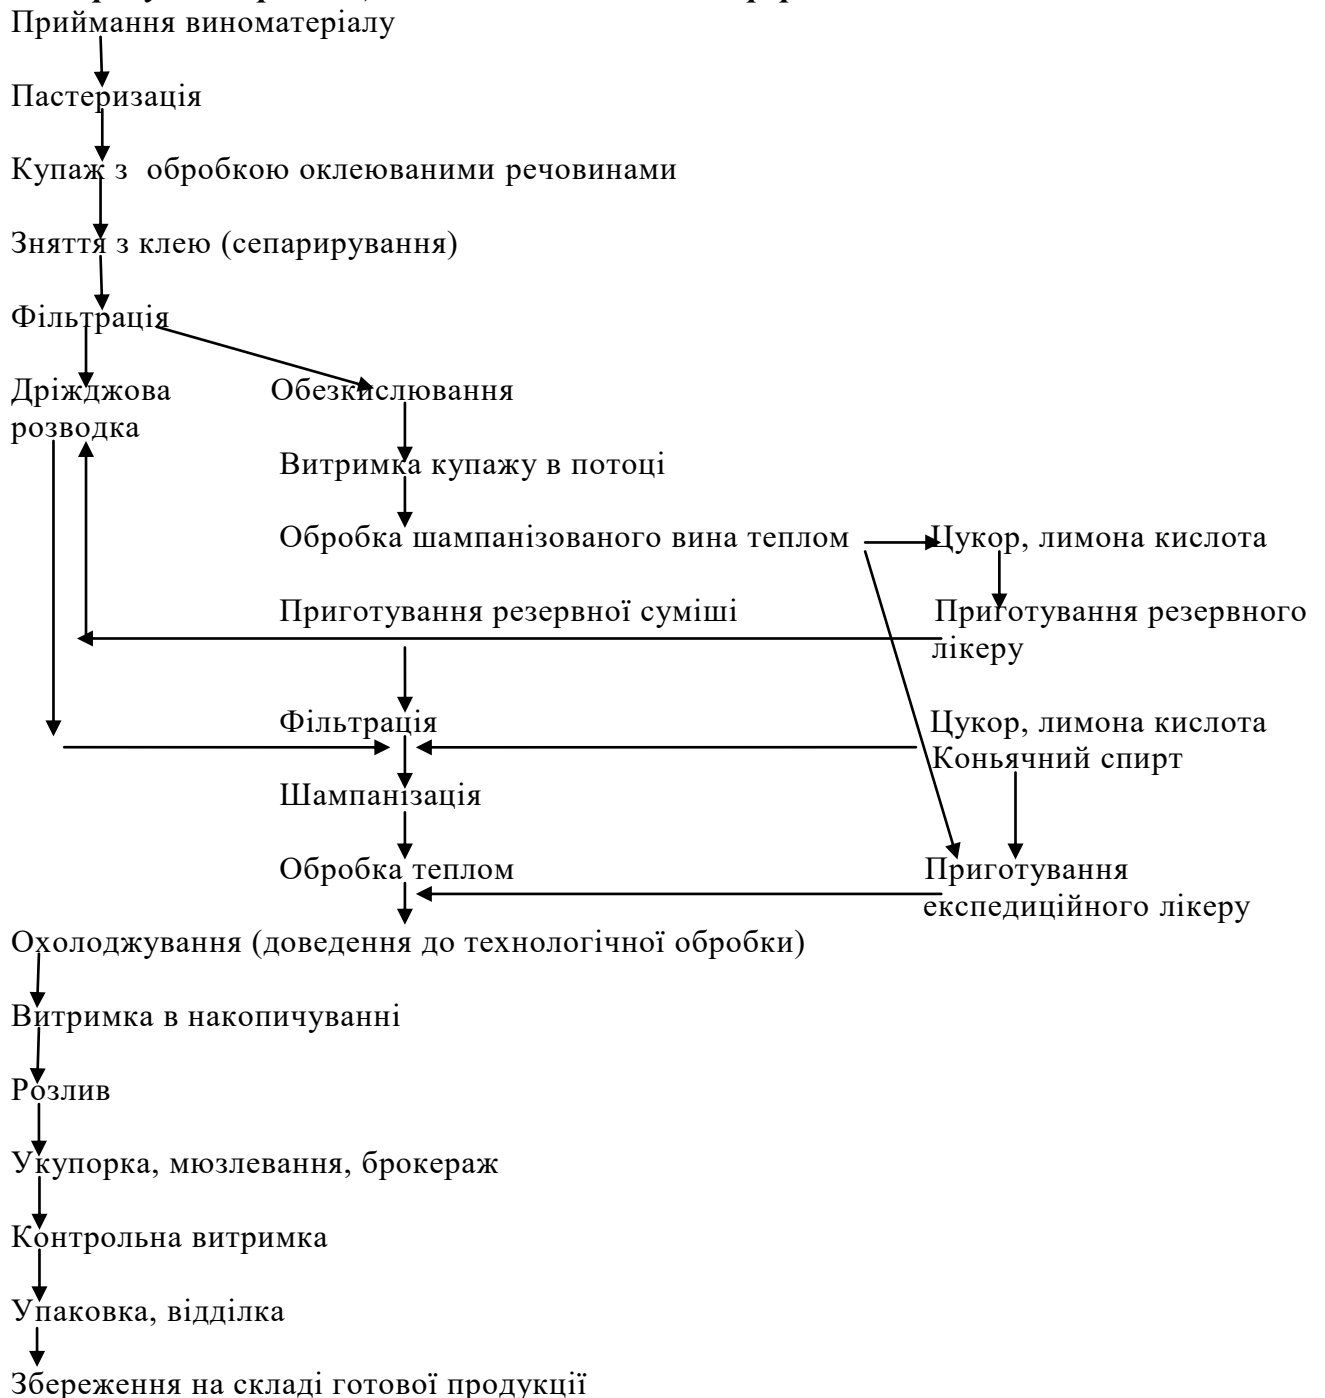 Приймання виноматеріалу
Пастеризація
Купаж з обробкою оклеюваними речовинами
Зняття з клею (сепарирування)
Фільтрація
Дріжджова
розводка
Обезкислювання
Витримка купажу в потоці
Обробка шампанізованого вина теплом
Цукор, лимона кислота
Приготування резервної суміші
Приготування резервного
лікеру
Фільтрація
Цукор, лимона кислота
Коньячний спирт
Шампанізація
Обробка теплом
Приготування
експедиційного лікеру
Охолоджування (доведення до технологічної обробки)
Витримка в накопичуванні
Розлив
Укупорка, мюзлевання, брокераж
Контрольна витримка
Упаковка, відділка
Збереження на складі готової продукції